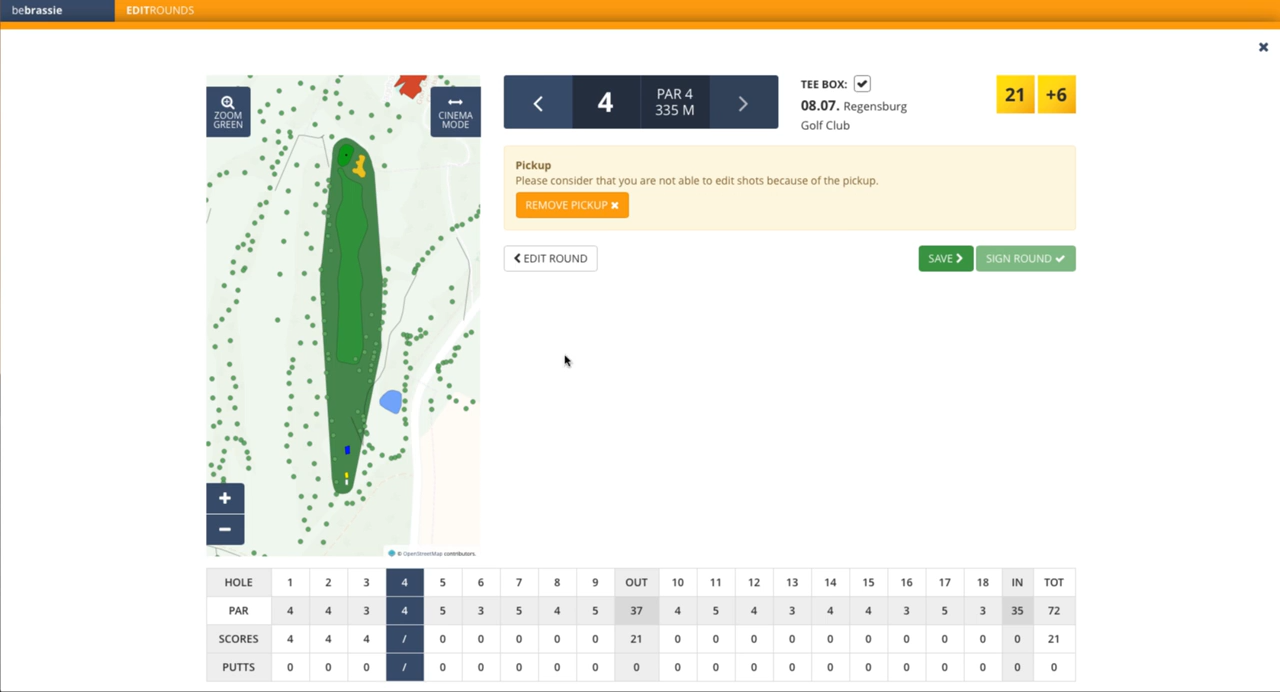 bebrassie EDITROUNDS
ZOOM
GREEN
CINEMA
MODE
4
PAR 4
335 M
TEE BOX:
08.07. Regensburg
Golf Club
21 +6
Pickup
Please consider that you are not able to edit shots because of the pickup.
REMOVE PICKUP
EDIT ROUND
SAVE
SIGN ROUND
© OpenStreetMap contributors.
HOLE 1 2 3 4 5 6 7 8 9 OUT 10 11 12 13 14 15 16 17 18 IN TOT
PAR 4 4 3 4 5 3 5 4 5 37 4 5 4 3 4 4 3 5 3 35 72
SCORES 4 4 4 / 0 0 0 0 0 21 0 0 0 0 0 0 0 0 0 0 21
PUTTS 0 0 0 / 0 0 0 0 0 0 0 0 0 0 0 0 0 0 0 0 0